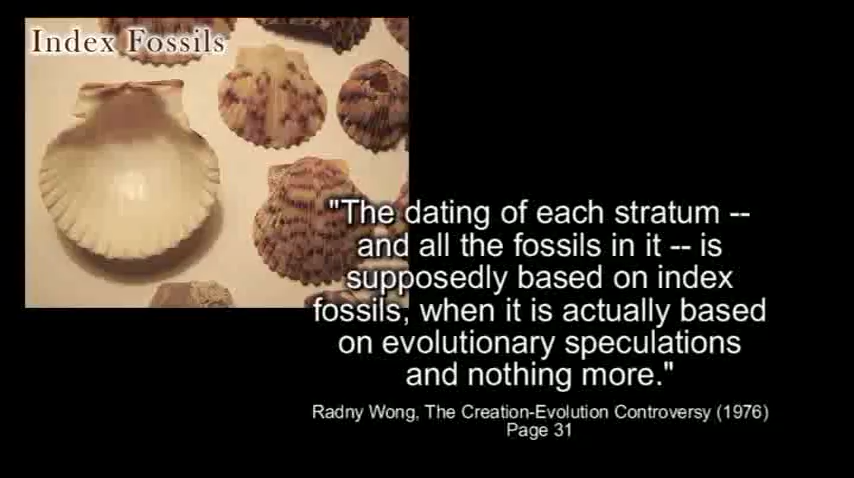 Index Fossils
"The dating of each stratum --
and all the fossils in it -- is
supposedly based on index
fossils, when it is actually based
on evolutionary speculations
and nothing more."
Radny Wong, The Creation-Evolution Controversy (1976)
Page 31